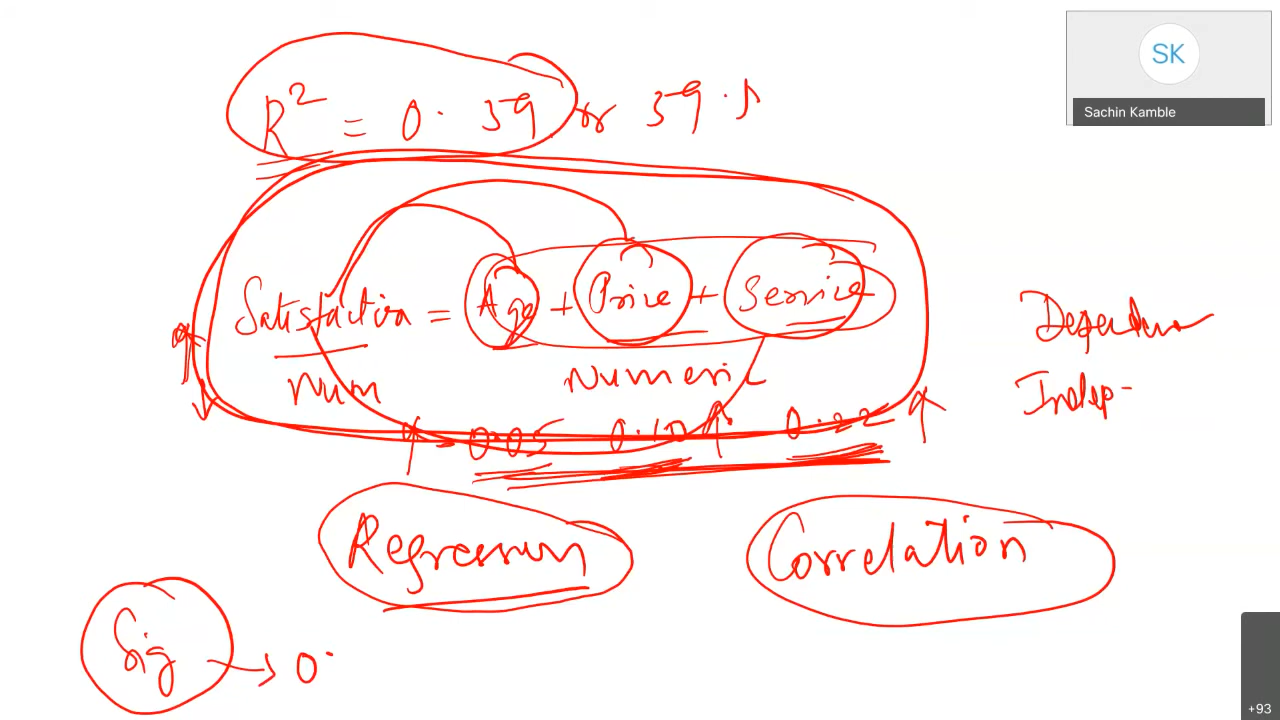 SK
Sachin Kamble
R² = 0.39 or 39.
Satisfaction = Age + Price + Service
Num Numeric
-0.05 0.10 0.22
Indep-
Regression Correlation
Sig → 0.
+93